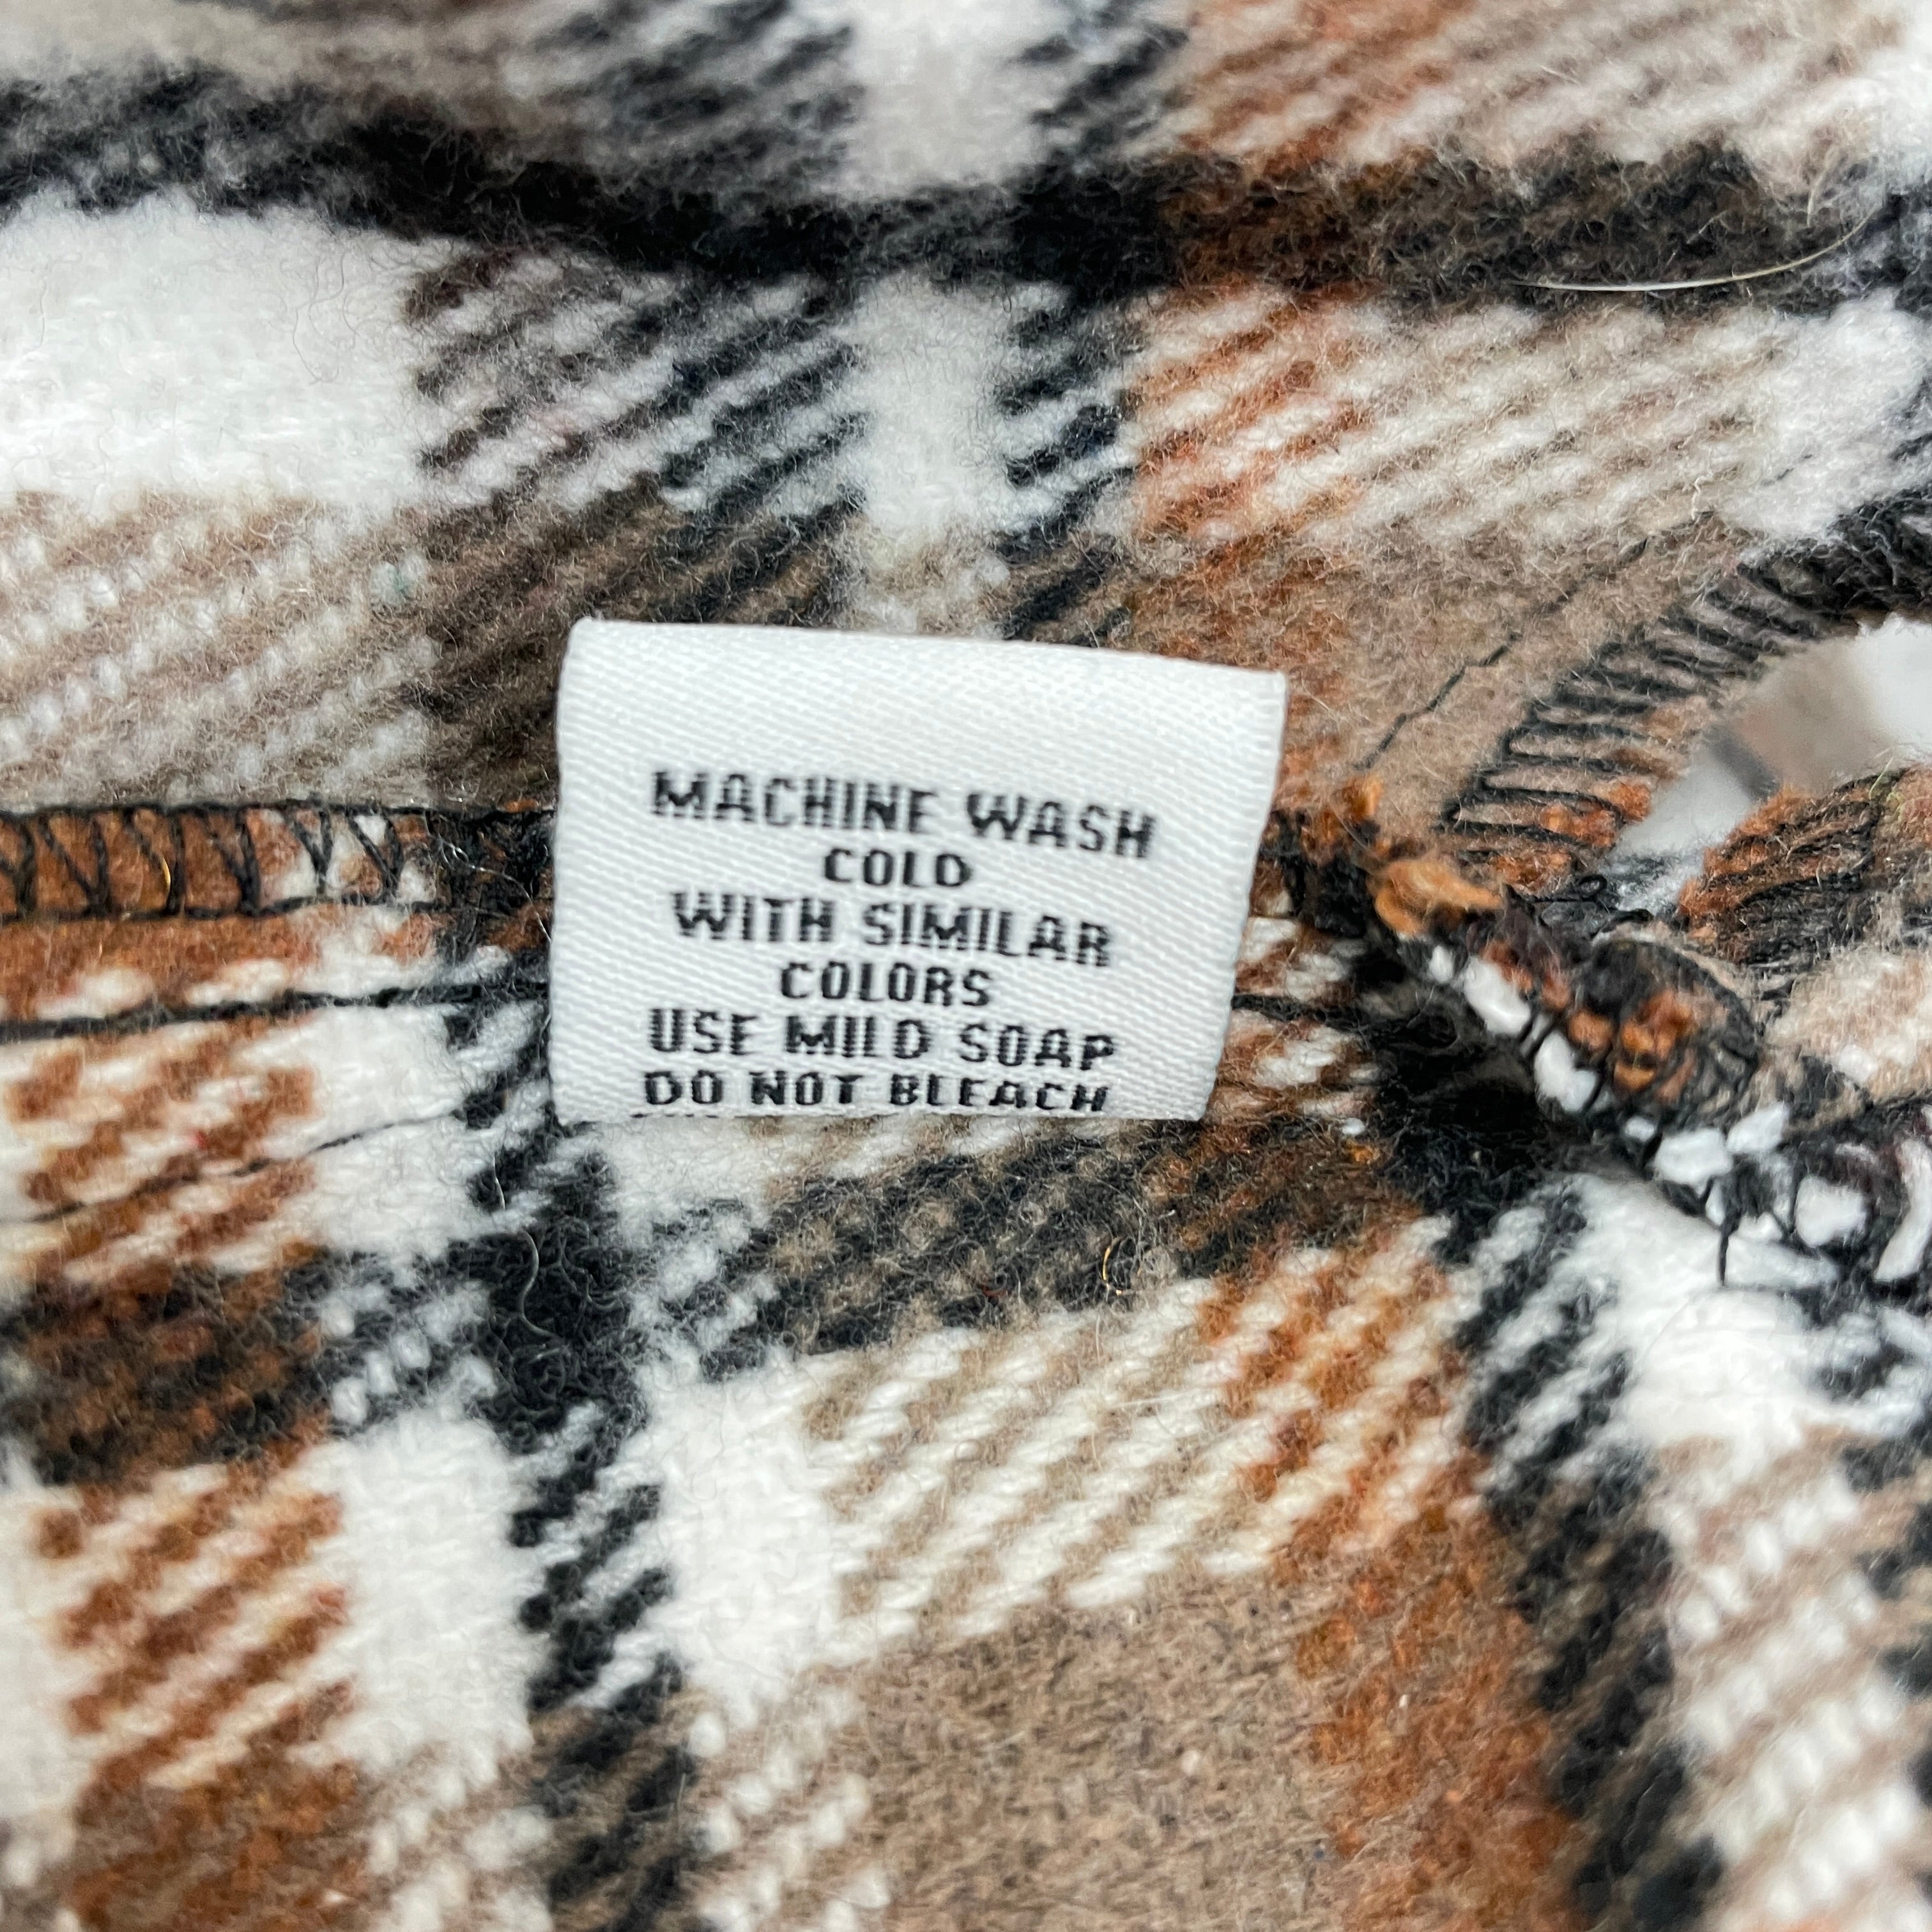 MACHINE WASH
COLD
WITH SIMILAR
COLORS
USE MILD SOAP
DO NOT BLEACH